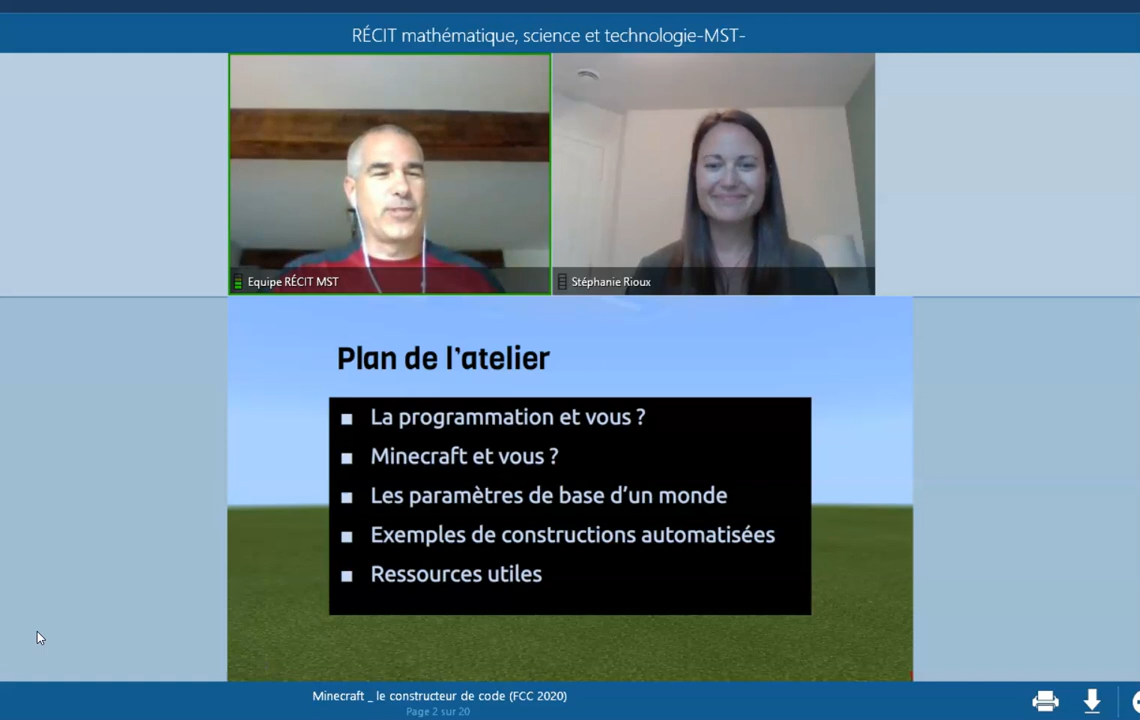 RÉCIT mathématique, science et technologie-MST-
Equipe RÉCIT MST
Stéphanie Rioux
Plan de l'atelier
■ La programmation et vous ?
■ Minecraft et vous ?
■ Les paramètres de base d'un monde
■ Exemples de constructions automatisées
■ Ressources utiles
Minecraft _ le constructeur de code (FCC 2020)
Page 2 sur 20